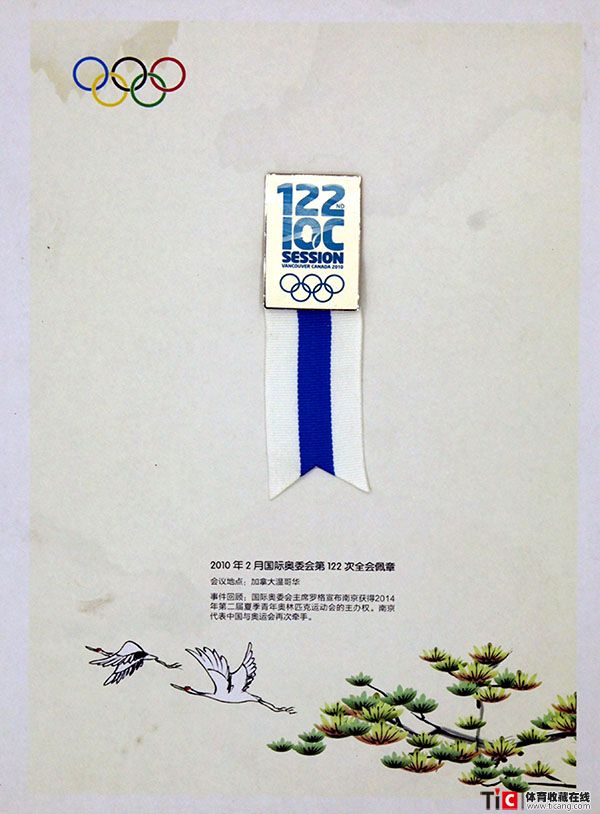 122ND
IOC
SESSION
VANCOUVER CANADA 2010
2010 年 2 月国际奥委会第 122 次全会佩章
会议地点：加拿大温哥华
事件回顾：国际奥委会主席罗格宣布南京获得2014
年第二届夏季青年奥林匹克运动会的主办权。南京
代表中国与奥运会再次牵手。
TiC 体育收藏在线
www.ticang.com